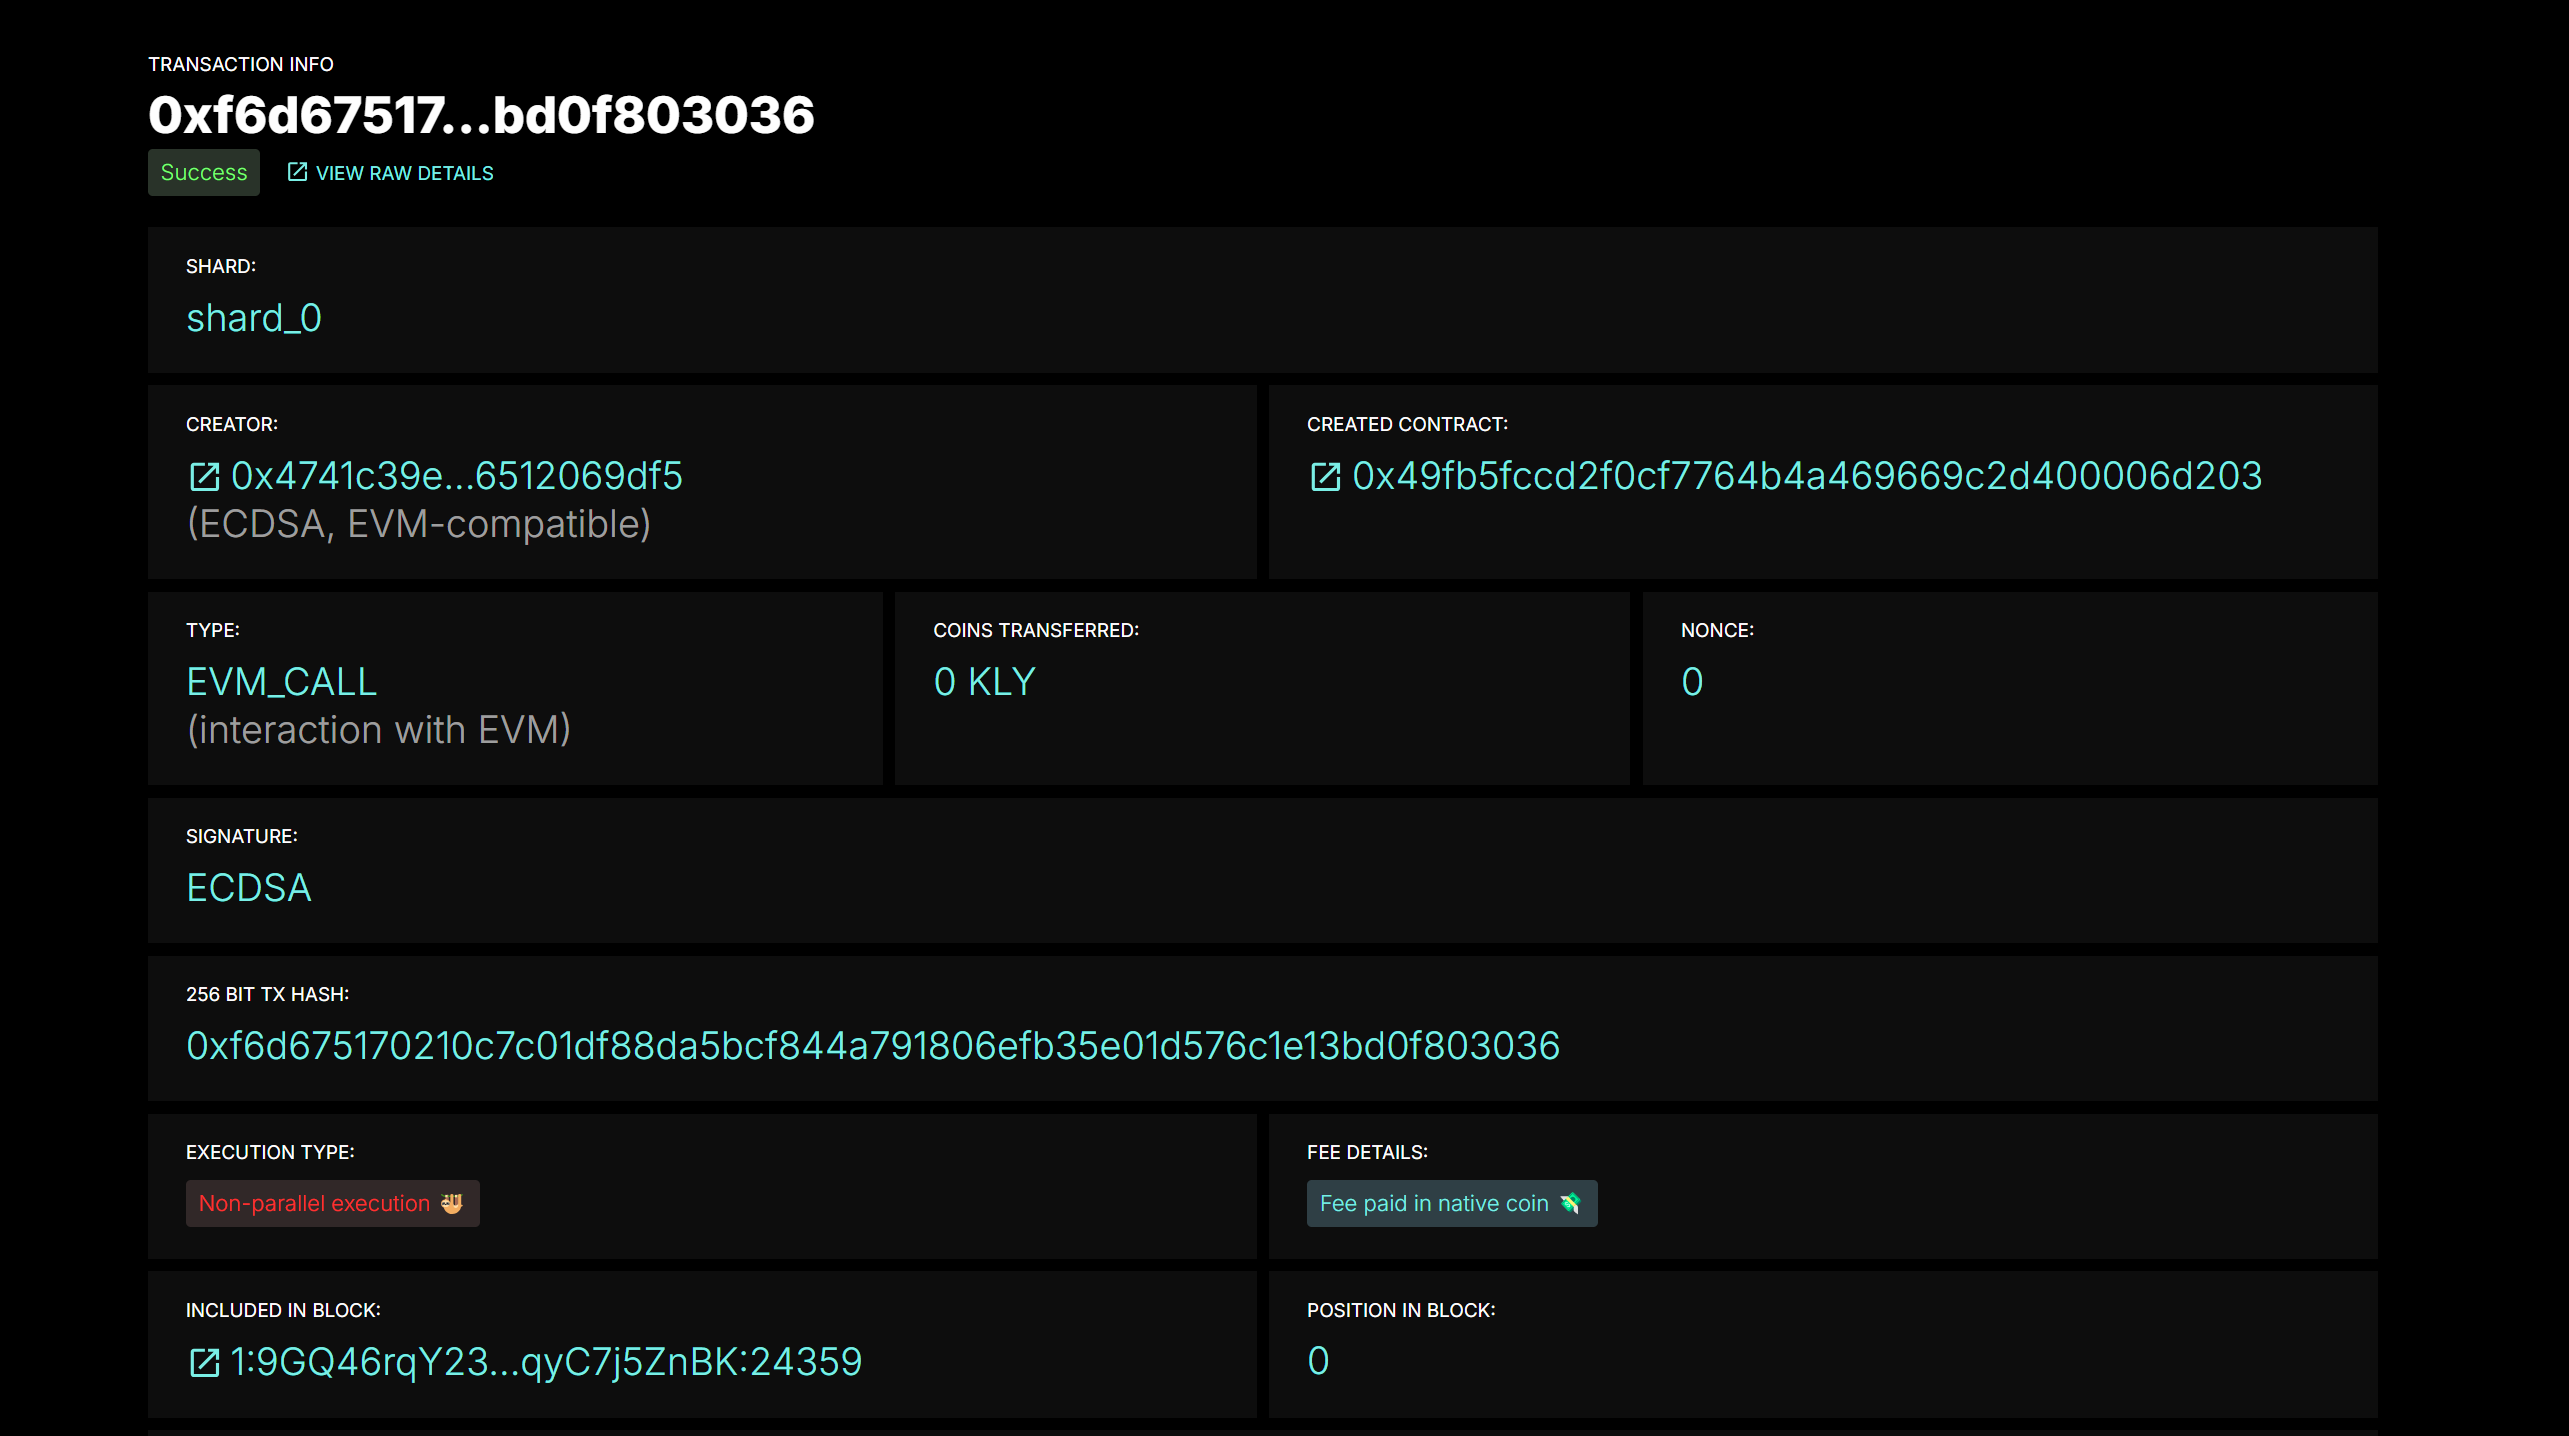 TRANSACTION INFO
0xf6d67517...bd0f803036
Success
VIEW RAW DETAILS
SHARD:
shard_0
CREATOR:
0x4741c39e...6512069df5
(ECDSA, EVM-compatible)
CREATED CONTRACT:
0x49fb5fccd2f0cf7764b4a469669c2d400006d203
TYPE:
EVM_CALL
(interaction with EVM)
COINS TRANSFERRED:
0 KLY
NONCE:
0
SIGNATURE:
ECDSA
256 BIT TX HASH:
0xf6d675170210c7c01df88da5bcf844a791806efb35e01d576c1e13bd0f803036
EXECUTION TYPE:
Non-parallel execution 🦥
FEE DETAILS:
Fee paid in native coin 💸
INCLUDED IN BLOCK:
1:9GQ46rqY23...qyC7j5ZnBK:24359
POSITION IN BLOCK:
0